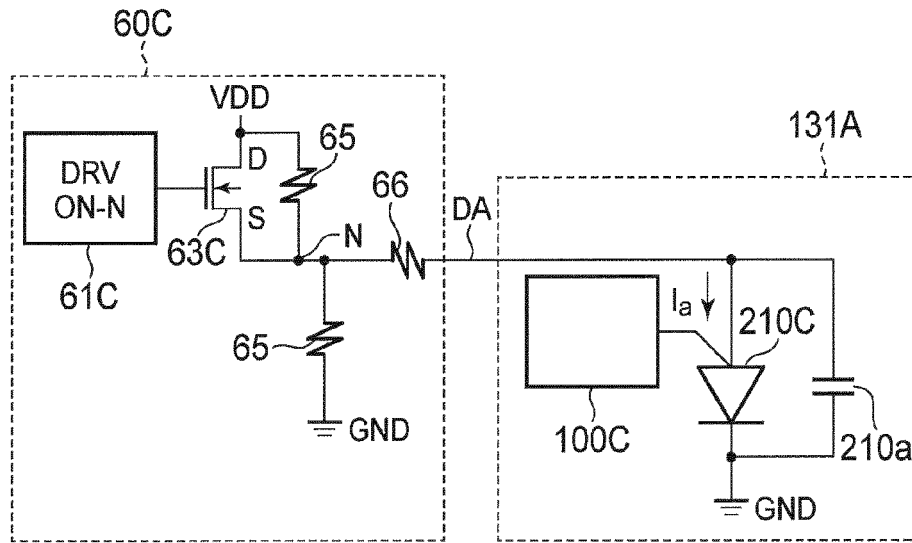 60C
VDD
65
131A
DRV
ON-N
D
66
DA
S
N
63C
61C
Ia
210C
65
GND
100C
210a
GND